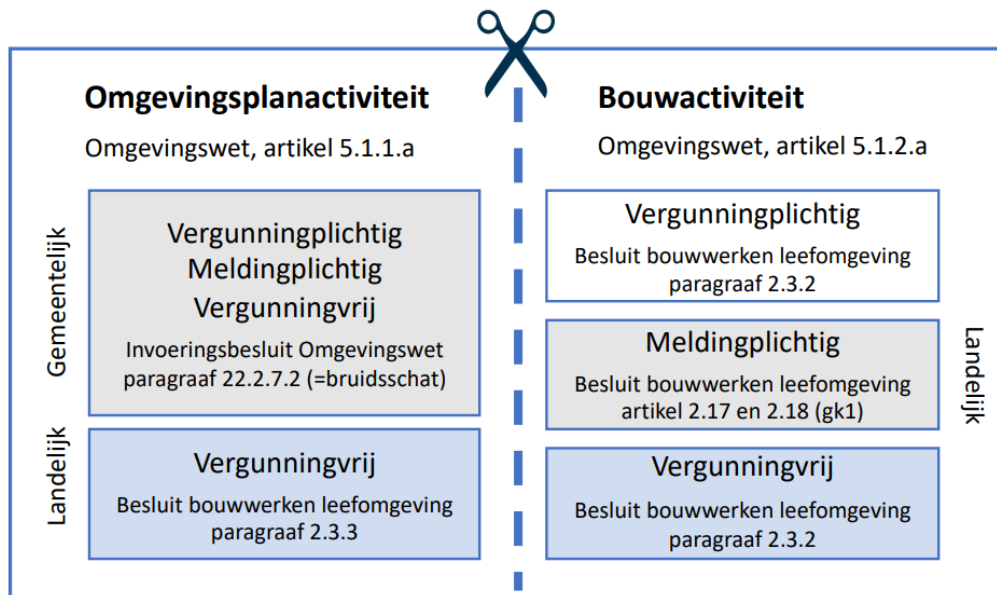 Omgevingsplanactiviteit
Omgevingswet, artikel 5.1.1.a
Gemeentelijk
Vergunningplichtig
Meldingplichtig
Vergunningvrij
Invoeringsbesluit Omgevingswet
paragraaf 22.2.7.2 (=bruidsschat)
Landelijk
Vergunningvrij
Besluit bouwwerken leefomgeving
paragraaf 2.3.3
Bouwactiviteit
Omgevingswet, artikel 5.1.2.a
Vergunningplichtig
Besluit bouwwerken leefomgeving
paragraaf 2.3.2
Meldingplichtig
Besluit bouwwerken leefomgeving
artikel 2.17 en 2.18 (gk1)
Landelijk
Vergunningvrij
Besluit bouwwerken leefomgeving
paragraaf 2.3.2